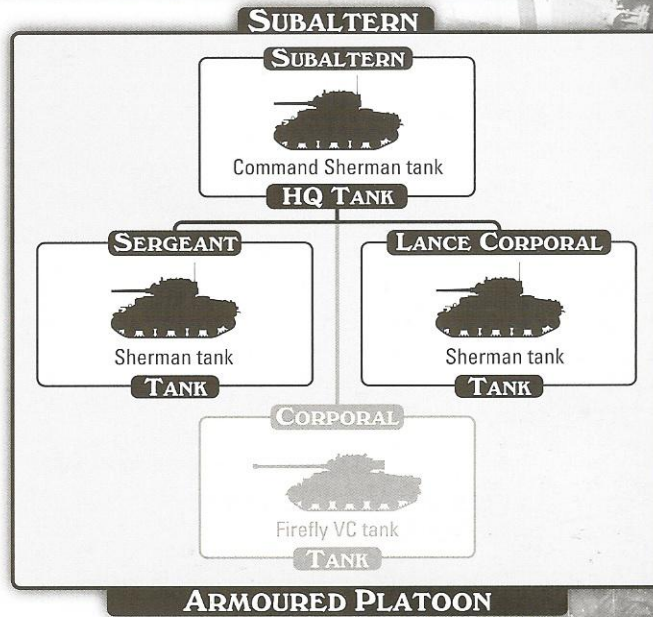 SUBALTERN
SUBALTERN
Command Sherman tank
HQ TANK
SERGEANT
LANCE CORPORAL
Sherman tank
Sherman tank
TANK
TANK
CORPORAL
Firefly VC tank
TANK
ARMOURED PLATOON